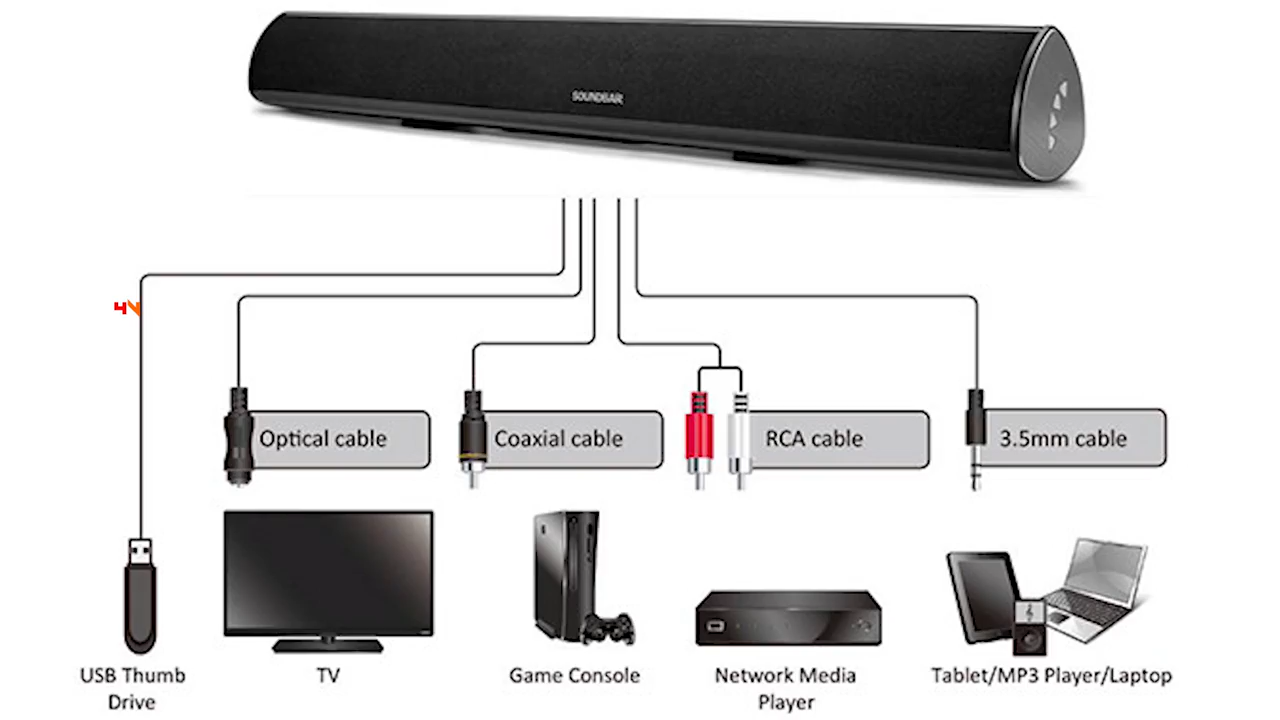 SOUNDBAR
Optical cable
Coaxial cable
RCA cable
3.5mm cable
USB Thumb
Drive
TV
Game Console
Network Media
Player
Tablet/MP3 Player/Laptop